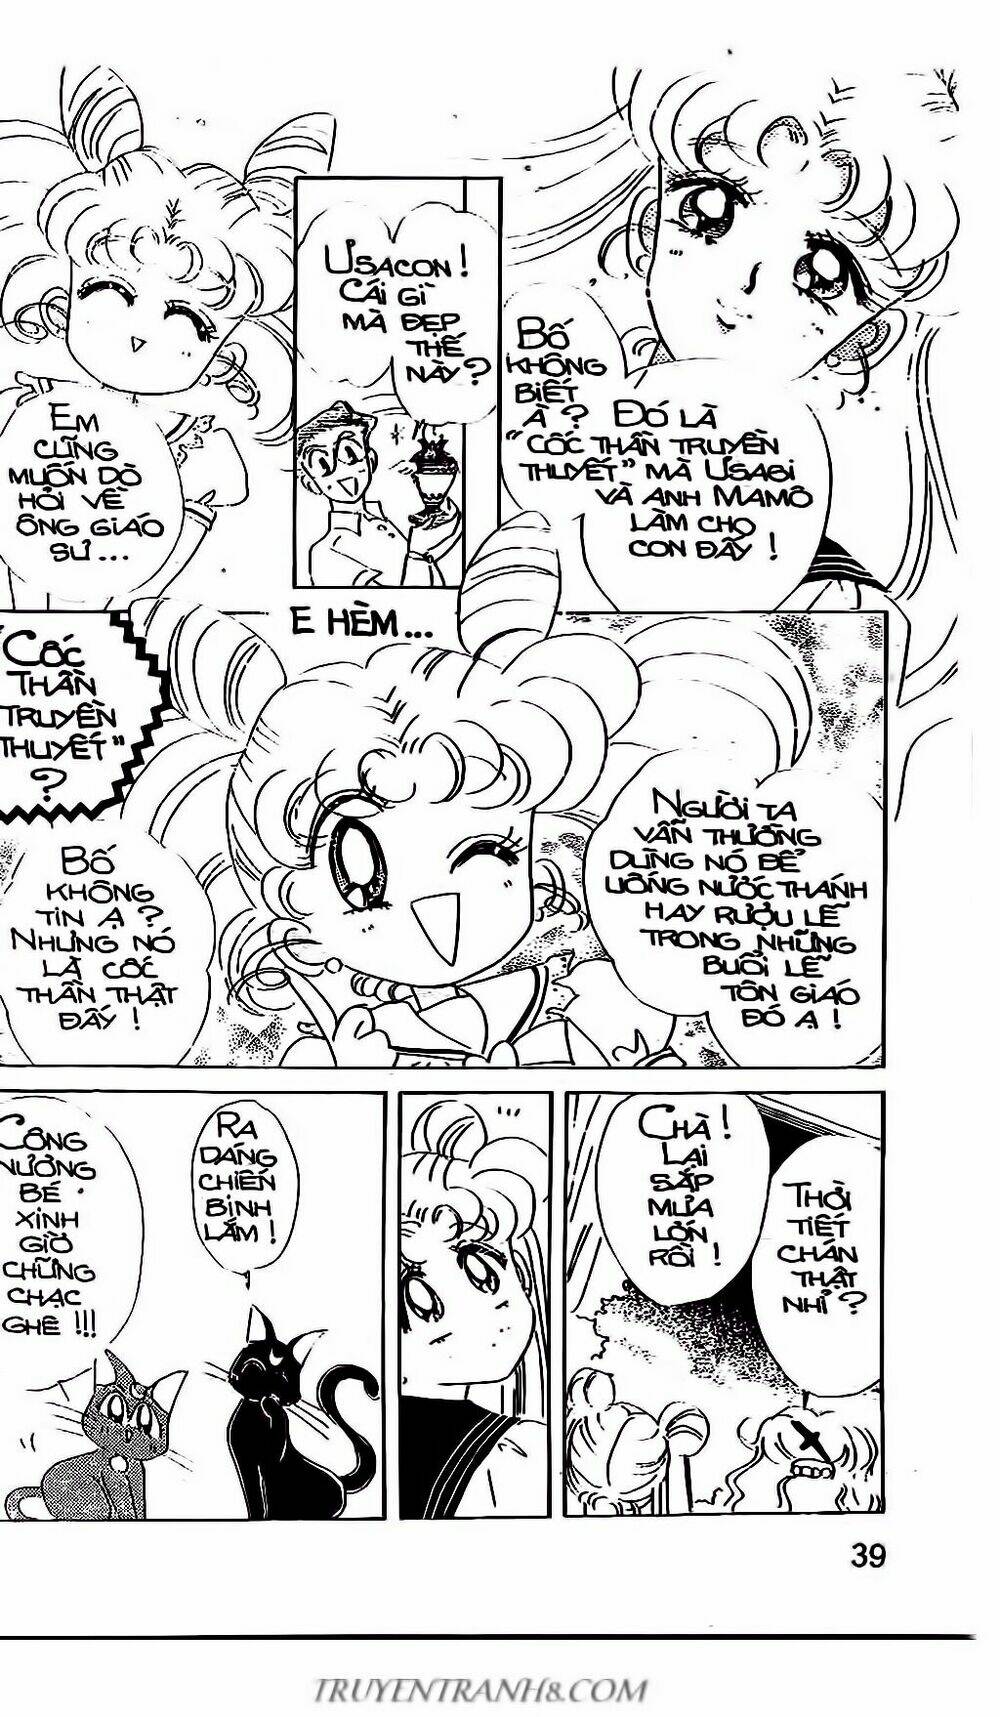 EM
CŨNG
MUỐN DÒ
HỎI VỀ
ÔNG GIÁO
SƯ...
USACON!
CÁI GÌ
MÀ ĐẸP
THẾ
NÀY?
BỐ
KHÔNG
BIẾT
À?
ĐÓ LÀ
"CỐC THẦN TRUYỀN
THUYẾT" MÀ USAGI
VÀ ANH MAMÔ
LÀM CHO
CON ĐẤY!
E HÈM...
"CỐC
THẦN
TRUYỀN
THUYẾT"
?
BỐ
KHÔNG
TIN Ạ?
NHƯNG NÓ
LÀ CỐC
THẦN THẬT
ĐẤY!
NGƯỜI TA
VẪN THƯỜNG
DÙNG NÓ ĐỂ
UỐNG NƯỚC THÁNH
HAY RƯỢU LỄ
TRONG NHỮNG
BUỔI LỄ
TÔN GIÁO
ĐÓ Ạ!
CÔNG
NƯƠNG
BÉ
XINH
GIỜ
CHỮNG
CHẠC
GHÊ!!!
RA
DÁNG
CHIẾN
BINH
LẮM!
...
CHÀ!
LẠI
SẮP
MƯA
LỚN
RỒI!
THỜI
TIẾT
CHÁN
THẬT
NHỈ?
39
TRUYENTRANH8.COM